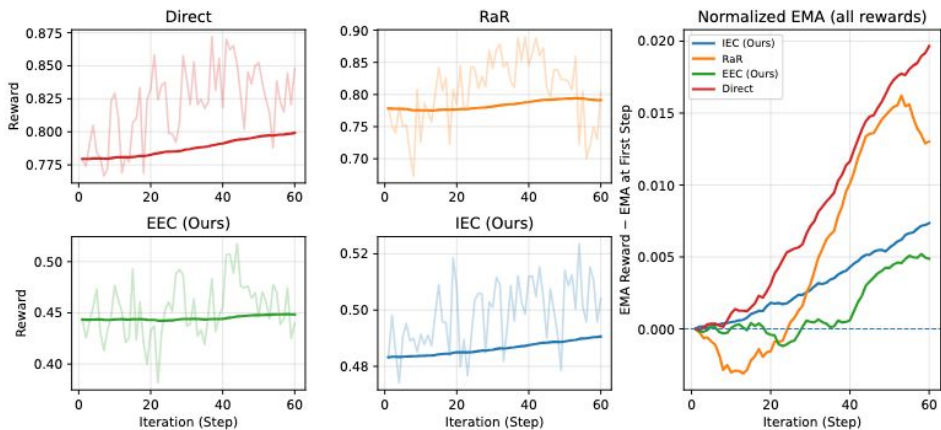 Direct
Reward
0.875
0.850
0.825
0.800
0.775
0 20 40 60
RaR
0.90
0.85
0.80
0.75
0.70
0 20 40 60
EEC (Ours)
Reward
0.50
0.45
0.40
0 20 40 60
Iteration (Step)
IEC (Ours)
0.52
0.50
0.48
0 20 40 60
Iteration (Step)
Normalized EMA (all rewards)
EMA Reward − EMA at First Step
0.020
0.015
0.010
0.005
0.000
IEC (Ours)
RaR
EEC (Ours)
Direct
0 20 40 60
Iteration (Step)